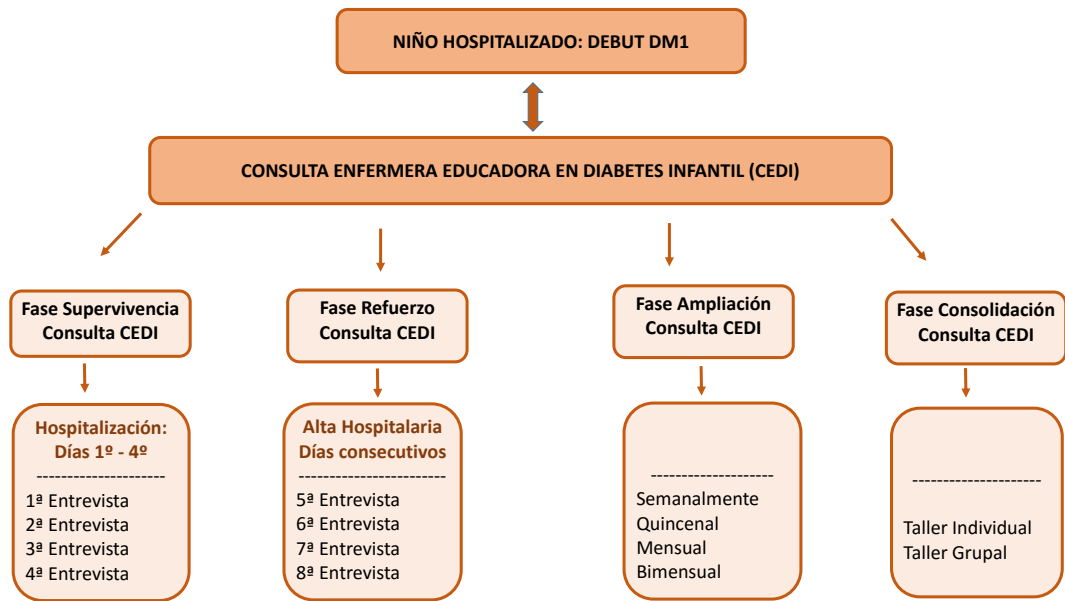 NIÑO HOSPITALIZADO: DEBUT DM1
CONSULTA ENFERMERA EDUCADORA EN DIABETES INFANTIL (CEDI)
Fase Supervivencia
Consulta CEDI
Fase Refuerzo
Consulta CEDI
Fase Ampliación
Consulta CEDI
Fase Consolidación
Consulta CEDI
Hospitalización:
Días 1º - 4º
---------------------
1ª Entrevista
2ª Entrevista
3ª Entrevista
4ª Entrevista
Alta Hospitalaria
Días consecutivos
------------------------
5ª Entrevista
6ª Entrevista
7ª Entrevista
8ª Entrevista
--------------------
Semanalmente
Quincenal
Mensual
Bimensual
---------------------
Taller Individual
Taller Grupal